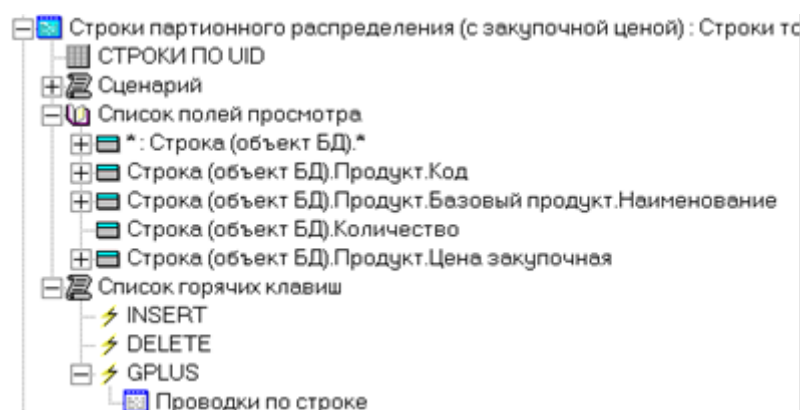 Строки партионного распределения (с закупочной ценой) : Строки то
СТРОКИ ПО UID
Сценарий
Список полей просмотра
* : Строка (объект БД).*
Строка (объект БД).Продукт.Код
Строка (объект БД).Продукт.Базовый продукт.Наименование
Строка (объект БД).Количество
Строка (объект БД).Продукт.Цена закупочная
Список горячих клавиш
INSERT
DELETE
GPLUS
Проводки по строке